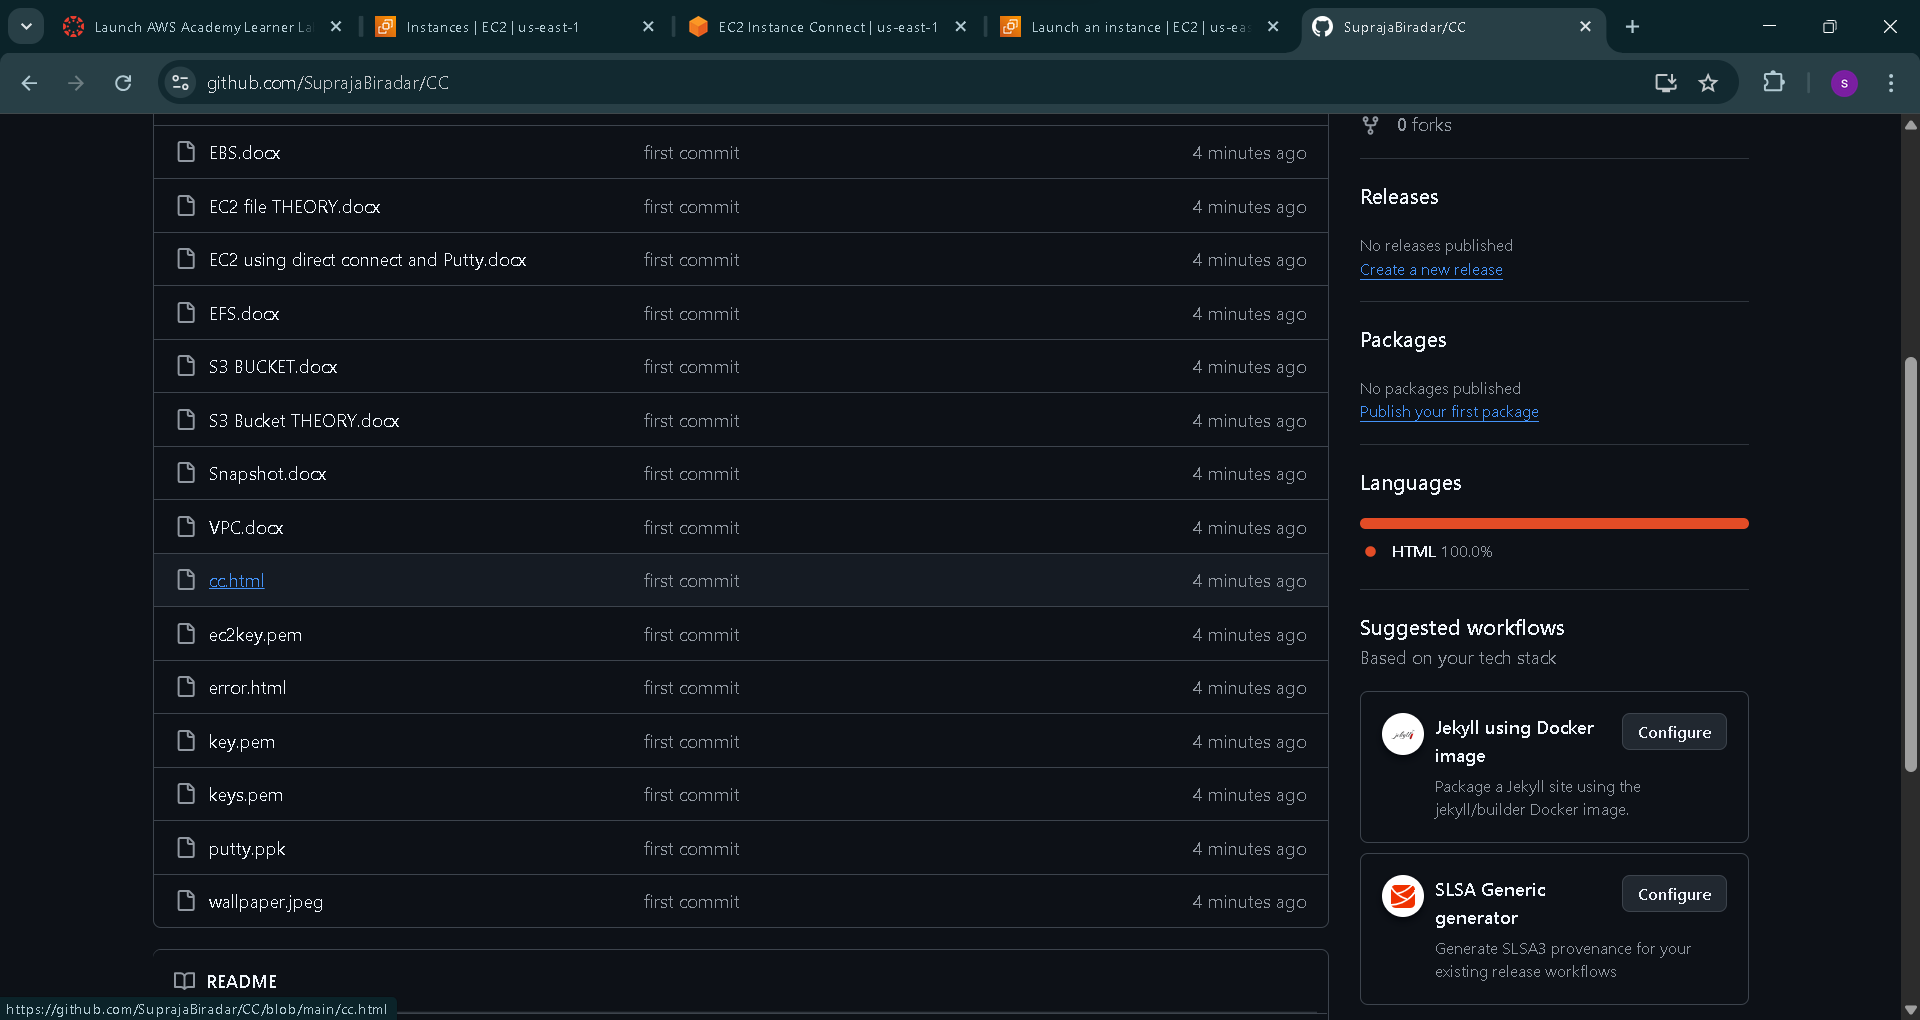 Launch AWS Academy Learner La
Instances | EC2 | us-east-1
EC2 Instance Connect | us-east-1
Launch an instance | EC2 | us-eas
SuprajaBiradar/CC
github.com/SuprajaBiradar/CC
s
EBS.docx first commit 4 minutes ago
EC2 file THEORY.docx first commit 4 minutes ago
EC2 using direct connect and Putty.docx first commit 4 minutes ago
EFS.docx first commit 4 minutes ago
S3 BUCKET.docx first commit 4 minutes ago
S3 Bucket THEORY.docx first commit 4 minutes ago
Snapshot.docx first commit 4 minutes ago
VPC.docx first commit 4 minutes ago
cc.html first commit 4 minutes ago
ec2key.pem first commit 4 minutes ago
error.html first commit 4 minutes ago
key.pem first commit 4 minutes ago
keys.pem first commit 4 minutes ago
putty.ppk first commit 4 minutes ago
wallpaper.jpeg first commit 4 minutes ago
README
0 forks
Releases
No releases published
Create a new release
Packages
No packages published
Publish your first package
Languages
HTML 100.0%
Suggested workflows
Based on your tech stack
jekyll
Jekyll using Docker
image
Configure
Package a Jekyll site using the
jekyll/builder Docker image.
SLSA Generic
generator
Configure
Generate SLSA3 provenance for your
existing release workflows
https://github.com/SuprajaBiradar/CC/blob/main/cc.html